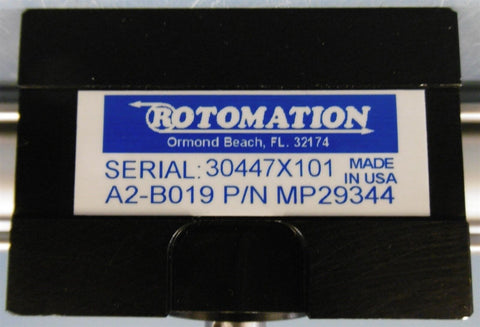 ROTOMATION
Ormond Beach, FL. 32174
SERIAL: 30447X101 MADE IN USA
A2-B019 P/N MP29344